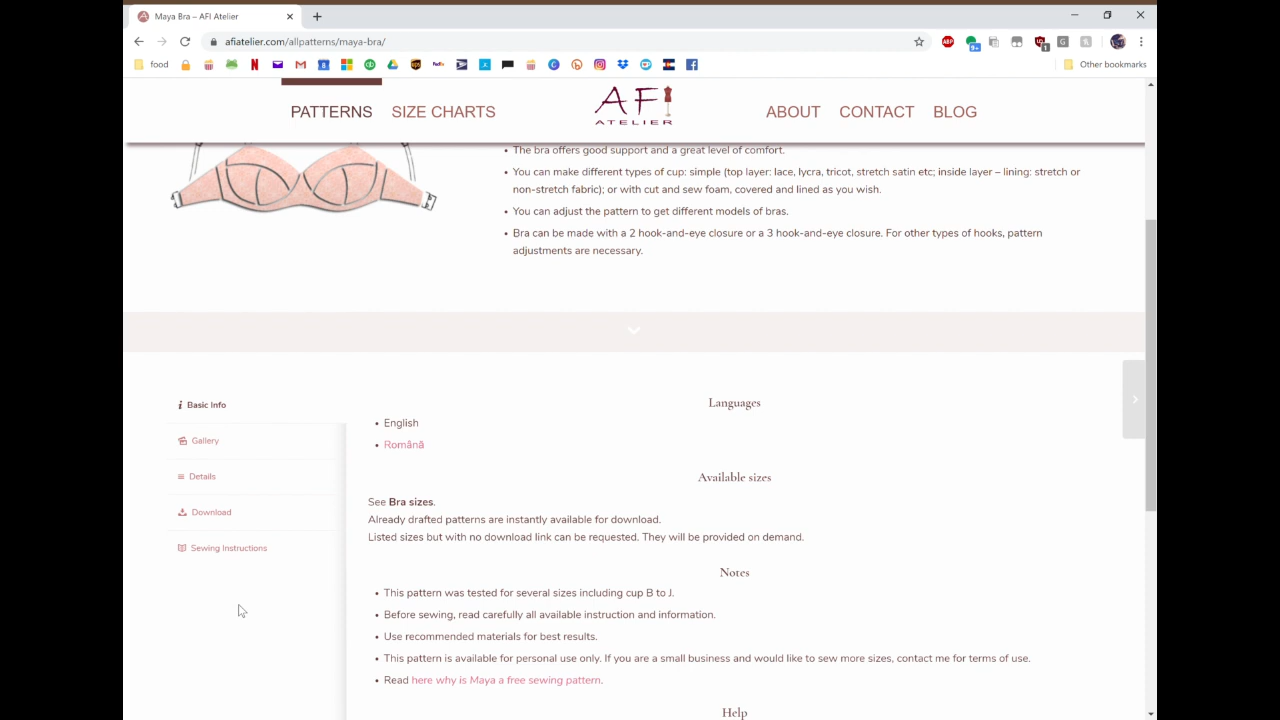 Maya Bra – AFI Atelier
afiatelier.com/allpatterns/maya-bra/
food
Other bookmarks
PATTERNS
SIZE CHARTS
AFI
ATELIER
ABOUT
CONTACT
BLOG
• The bra offers good support and a great level of comfort.
• You can make different types of cup: simple (top layer: lace, lycra, tricot, stretch satin etc; inside layer – lining: stretch or
non-stretch fabric); or with cut and sew foam, covered and lined as you wish.
• You can adjust the pattern to get different models of bras.
• Bra can be made with a 2 hook-and-eye closure or a 3 hook-and-eye closure. For other types of hooks, pattern
adjustments are necessary.
Basic Info
Gallery
Details
Download
Sewing Instructions
Languages
• English
• Română
Available sizes
See Bra sizes.
Already drafted patterns are instantly available for download.
Listed sizes but with no download link can be requested. They will be provided on demand.
Notes
• This pattern was tested for several sizes including cup B to J.
• Before sewing, read carefully all available instruction and information.
• Use recommended materials for best results.
• This pattern is available for personal use only. If you are a small business and would like to sew more sizes, contact me for terms of use.
• Read here why is Maya a free sewing pattern.
Help